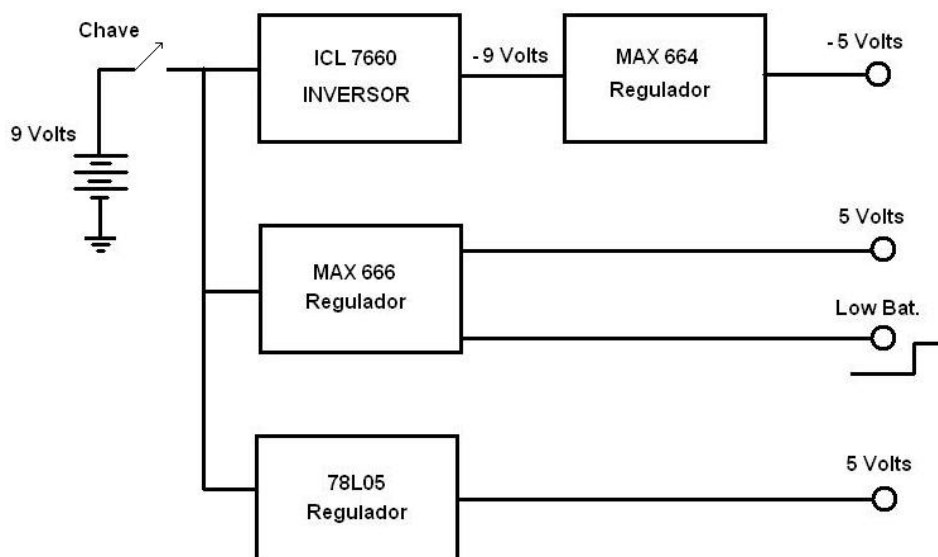 Chave
9 Volts
ICL 7660
INVERSOR
- 9 Volts
MAX 664
Regulador
- 5 Volts
MAX 666
Regulador
5 Volts
Low Bat.
78L05
Regulador
5 Volts